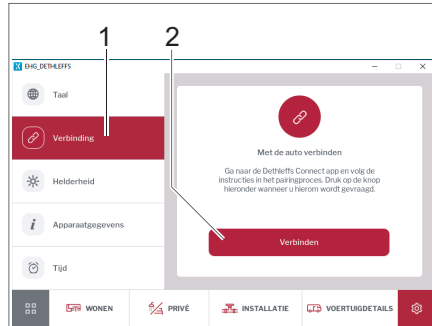 1 2
EHG_DETHLEFFS
Taal
Verbinding
Helderheid
Apparaatgegevens
Tijd
Met de auto verbinden
Ga naar de Dethleffs Connect app en volg de
instructies in het pairingproces. Druk op de knop
hieronder wanneer u hierom wordt gevraagd.
Verbinden
WONEN PRIVÉ INSTALLATIE VOERTUIGDETAILS